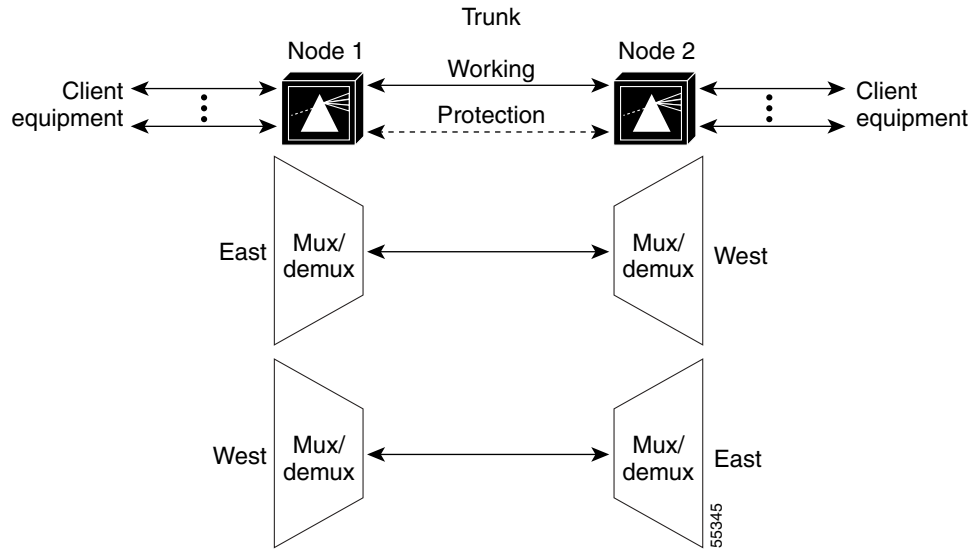 Trunk
Node 1
Node 2
Working
Client
equipment
Protection
Client
equipment
East
Mux/
demux
Mux/
demux
West
West
Mux/
demux
Mux/
demux
East
55345